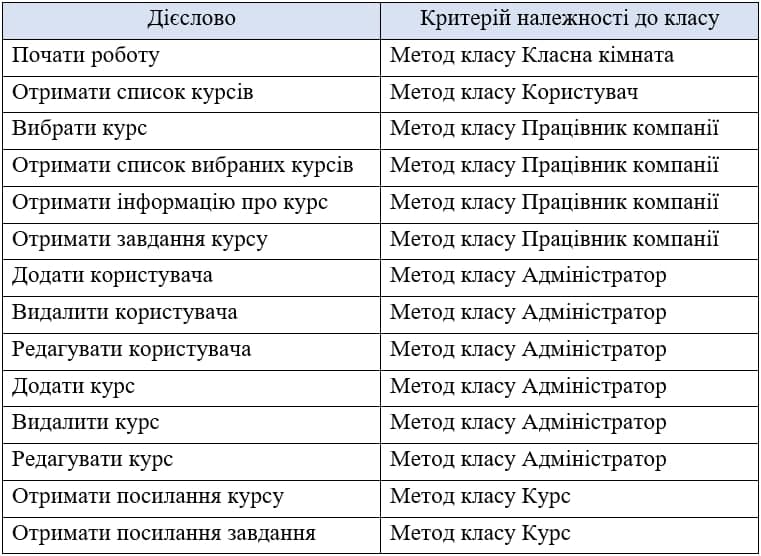 Дієслово Критерій належності до класу
Почати роботу Метод класу Класна кімната
Отримати список курсів Метод класу Користувач
Вибрати курс Метод класу Працівник компанії
Отримати список вибраних курсів Метод класу Працівник компанії
Отримати інформацію про курс Метод класу Працівник компанії
Отримати завдання курсу Метод класу Працівник компанії
Додати користувача Метод класу Адміністратор
Видалити користувача Метод класу Адміністратор
Редагувати користувача Метод класу Адміністратор
Додати курс Метод класу Адміністратор
Видалити курс Метод класу Адміністратор
Редагувати курс Метод класу Адміністратор
Отримати посилання курсу Метод класу Курс
Отримати посилання завдання Метод класу Курс